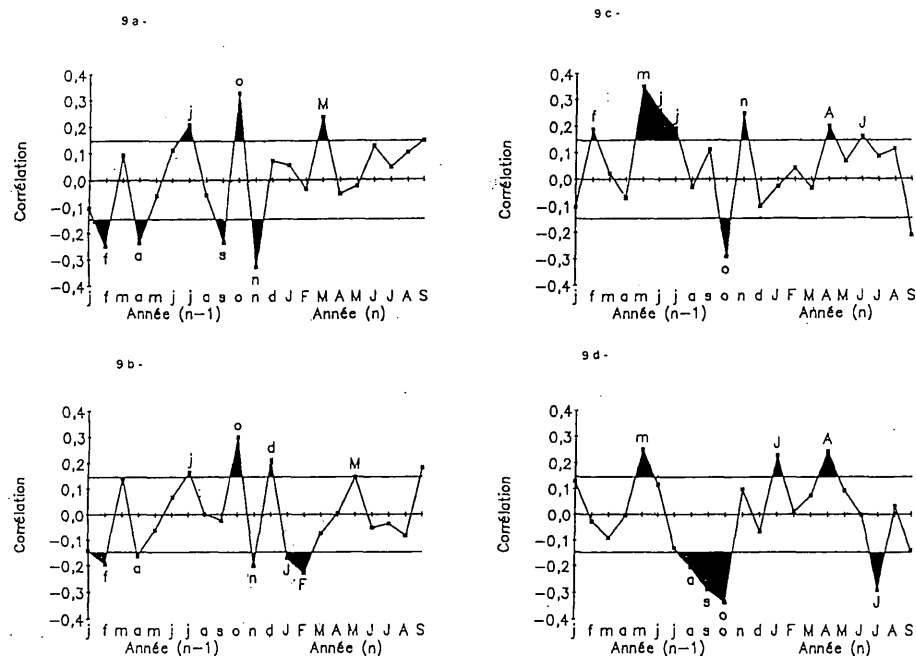 9a-
Corrélation
0,4
0,3
0,2
0,1
0,0
-0,1
-0,2
-0,3
-0,4
f
a
j
s
o
n
M
j f m a m j j a s o n d J F M A M J J A S
Année (n-1) Année (n)
9c-
Corrélation
0,4
0,3
0,2
0,1
0,0
-0,1
-0,2
-0,3
-0,4
f
m
j
j
o
n
A
J
j f m a m j j a s o n d J F M A M J J A S
Année (n-1) Année (n)
9b-
Corrélation
0,4
0,3
0,2
0,1
0,0
-0,1
-0,2
-0,3
-0,4
f
a
j
o
n
d
J
F
M
j f m a m j j a s o n d J F M A M J J A S
Année (n-1) Année (n)
9d-
Corrélation
0,4
0,3
0,2
0,1
0,0
-0,1
-0,2
-0,3
-0,4
m
a
s
o
J
A
J
j f m a m j j a s o n d J F M A M J J A S
Année (n-1) Année (n)